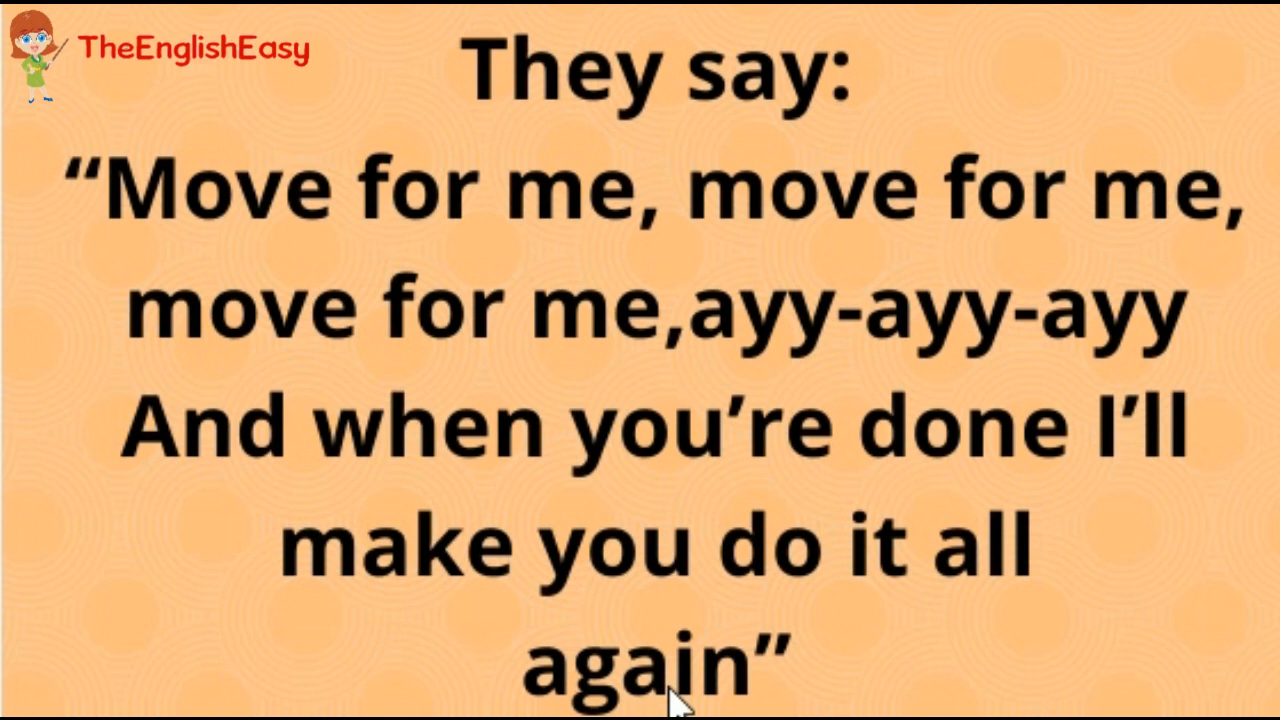 TheEnglishEasy
They say:
“Move for me, move for me,
move for me,ayy-ayy-ayy
And when you’re done I’ll
make you do it all
again”